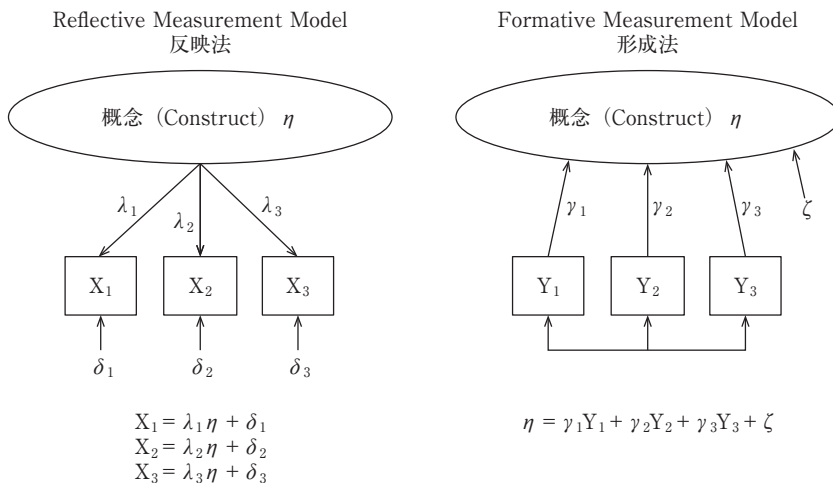 Reflective Measurement Model
反映法
概念（Construct） η
λ₁
λ₂
λ₃
X₁
X₂
X₃
δ₁
δ₂
δ₃
X₁ = λ₁η + δ₁
X₂ = λ₂η + δ₂
X₃ = λ₃η + δ₃
Formative Measurement Model
形成法
概念（Construct） η
γ₁
γ₂
γ₃
ζ
Y₁
Y₂
Y₃
η = γ₁Y₁ + γ₂Y₂ + γ₃Y₃ + ζ